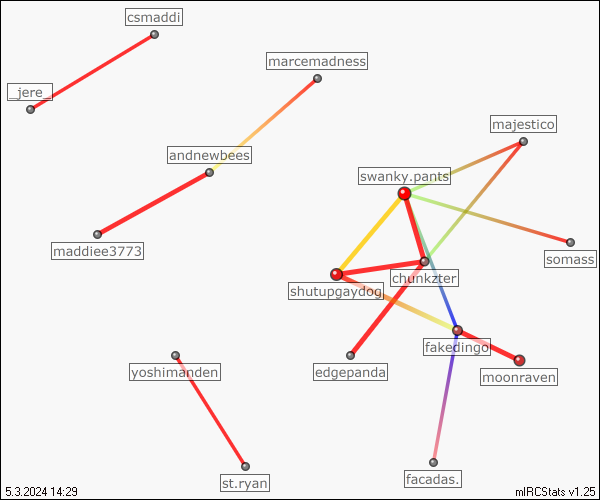 csmaddi
marcemadness
_jere_
majestico
andnewbees
swanky.pants
maddiee3773
somass
chunkzter
shutupgaydog
fakedingo
yoshimanden
edgepanda
moonraven
facadas.
st.ryan
5.3.2024 14:29
mIRCStats v1.25